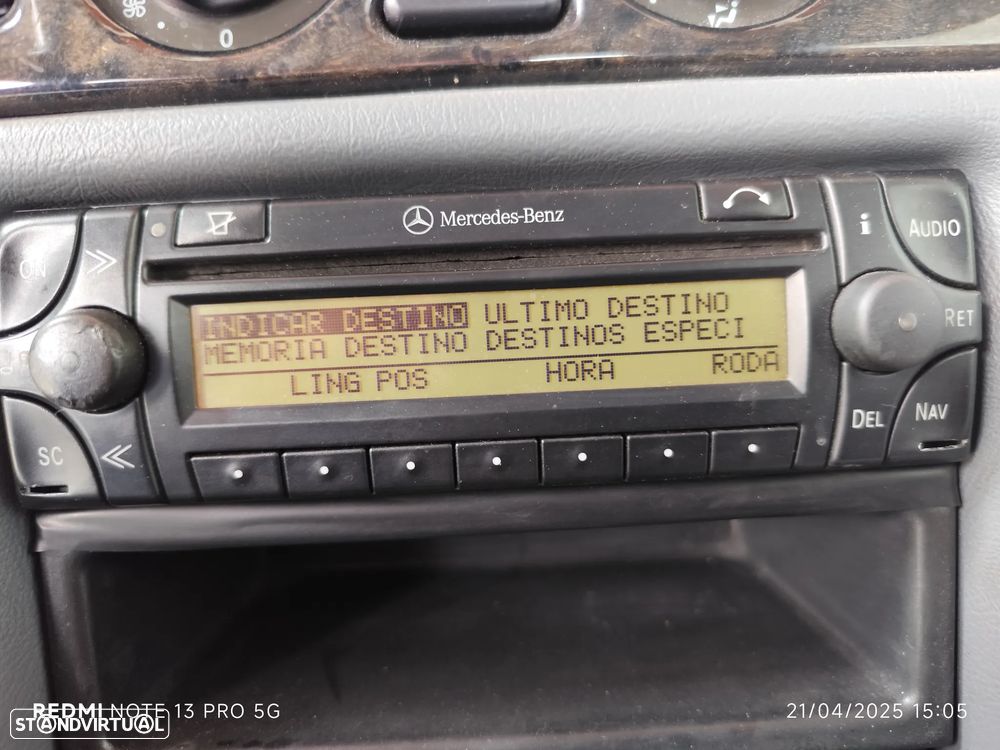 0
Mercedes-Benz
ON
i
AUDIO
INDICAR DESTINO ULTIMO DESTINO
MEMORIA DESTINO DESTINOS ESPECI
LING POS HORA RODA
RET
SC
DEL
NAV
REDMI NOTE 13 PRO 5G
21/04/2025 15:05
STANDVIRTUAL